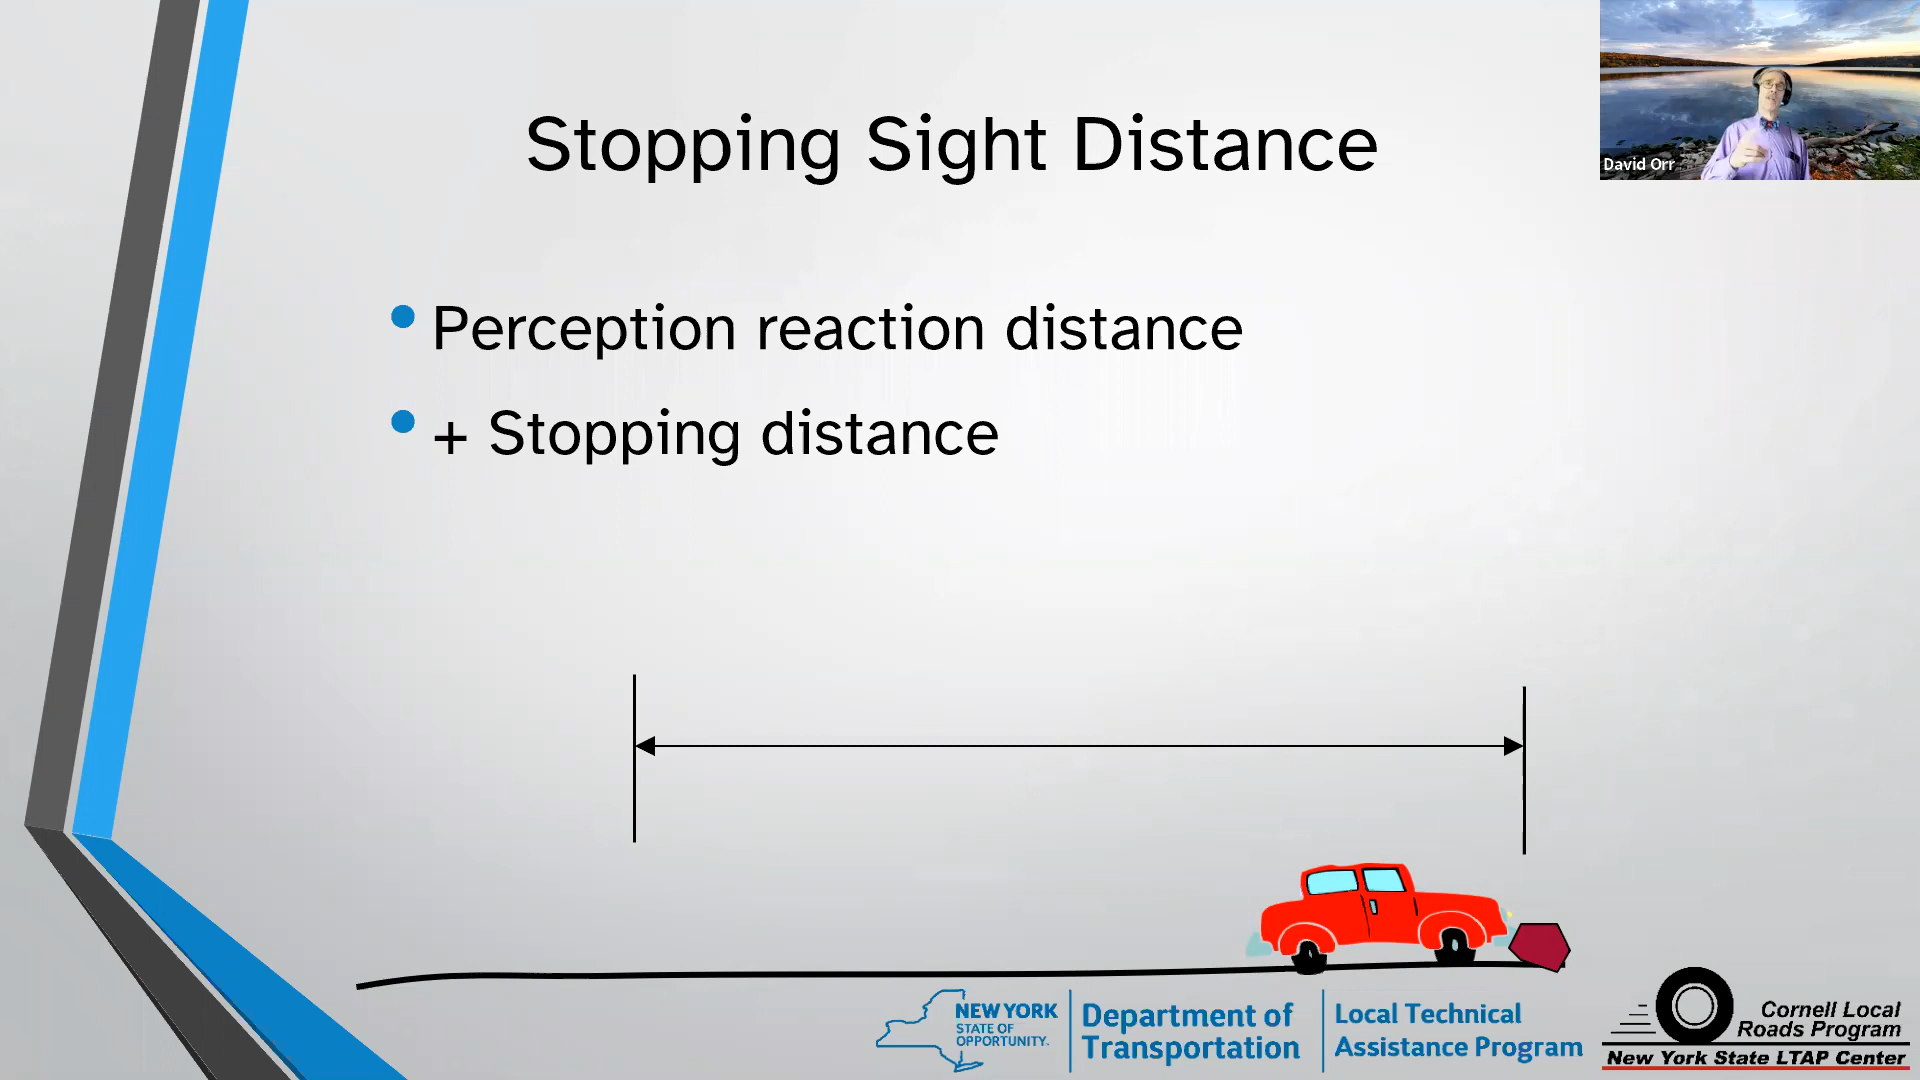 Stopping Sight Distance
David Orr
• Perception reaction distance
• + Stopping distance
NEW YORK
STATE OF
OPPORTUNITY.
Department of
Transportation
Local Technical
Assistance Program
Cornell Local
Roads Program
New York State LTAP Center